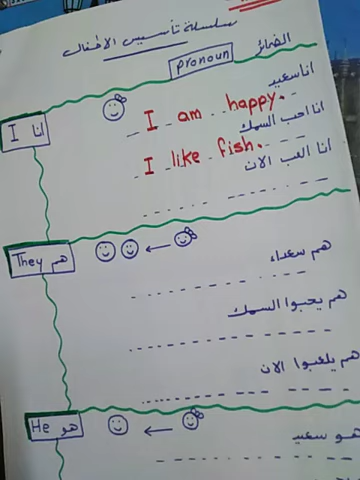 سلسلة تأسيس الأطفال
الضمائر
pronoun
انا سعيد
I انا
I am happy.
انا احب السمك
I like fish.
أنا العب الان
They هم
هم سعداء
هم يحبوا السمك
هم يلعبوا الان
He هو
هو سعيد